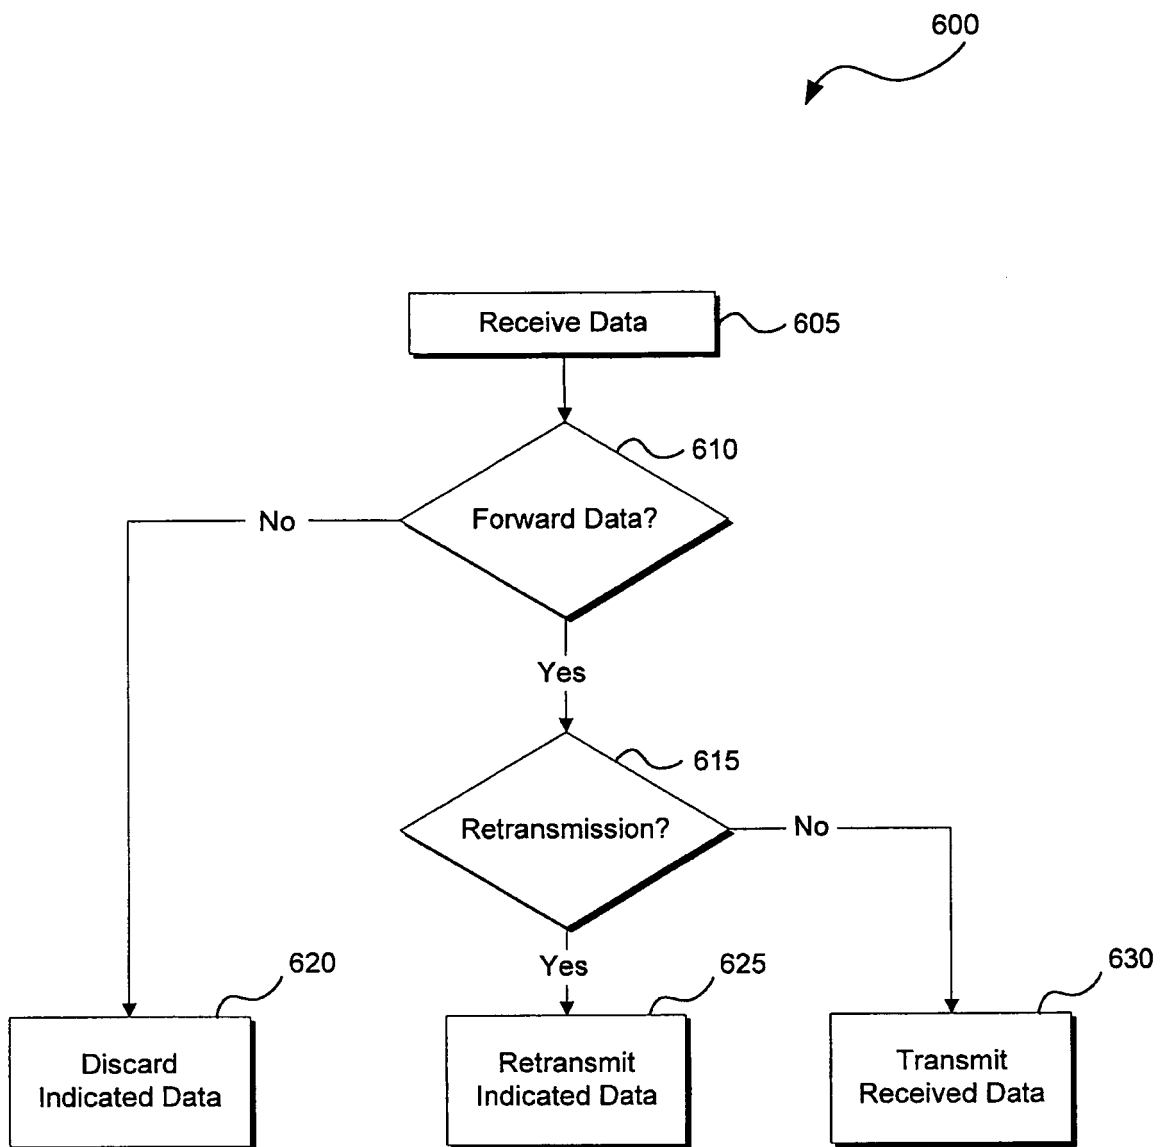 600
Receive Data
605
610
Forward Data?
No
Yes
615
Retransmission?
No
Yes
620
625
630
Discard
Indicated Data
Retransmit
Indicated Data
Transmit
Received Data